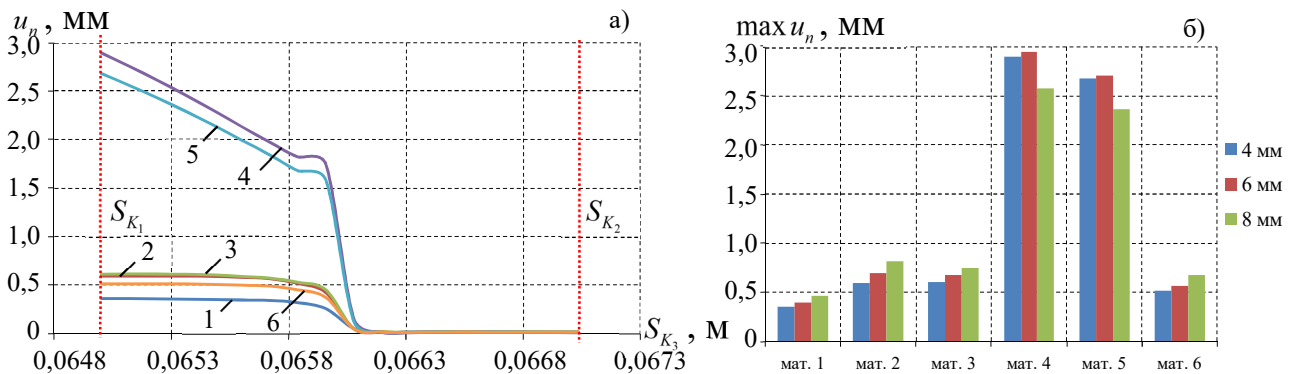 uₙ, мм
а)
3,0
2,5
2,0
1,5
1,0
0,5
0
5
4
S_K₁
S_K₂
2
3
1
6
S_K₃, м
0,0648
0,0653
0,0658
0,0663
0,0668
0,0673
max uₙ, мм
б)
3,0
2,5
2,0
1,5
1,0
0,5
0
4 мм
6 мм
8 мм
мат. 1
мат. 2
мат. 3
мат. 4
мат. 5
мат. 6